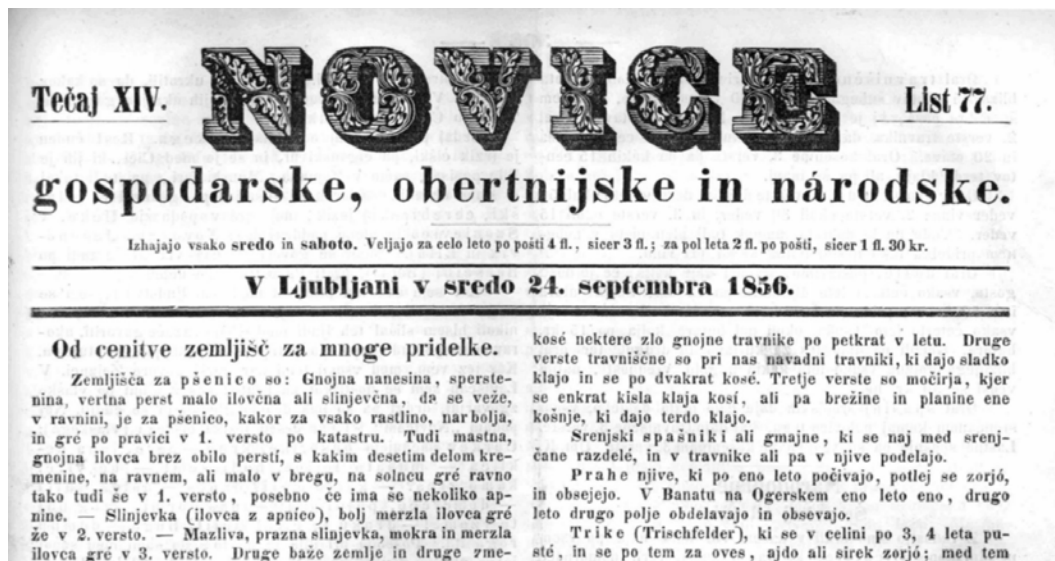 Tečaj XIV. NOVICE List 77.
gospodarske, obertnijske in národske.
Izhajajo vsako sredo in saboto. Veljajo za celo leto po pošti 4 fl., sicer 3 fl.; za pol leta 2 fl. po pošti, sicer 1 fl. 30 kr.
V Ljubljani v sredo 24. septembra 1856.
Od cenitve zemljišč za mnoge pridelke.
Zemljišča za pšenico so: Gnojna nanesina, sperste-
nina, vertna perst malo ilovčna ali slinjevčna, da se veže,
v ravnini, je za pšenico, kakor za vsako rastlino, narbolja,
in gré po pravici v 1. versto po katastru. Tudi mastna,
gnojna ilovca brez obilo perstí, s kakim desetim delom kre-
menine, na ravnem, ali malo v bregu, na solnce gré ravno
tako tudi še v 1. versto, posebno če ima še nekoliko ap-
nine. — Slinjevka (ilovca z apnico), bolj merzla ilovca gré
že v 2. versto. — Mazliva, prazna slinjevka, mokra in merzla
ilovca gré v 3. versto. Druge baže zemlje in druge zme-
kosé nektere zlo gnojne travnike po petkrat v letu. Druge
verste travnišne so pri nas navadni travniki, ki dajo sladko
klajo in se po dvakrat kosé. Tretje verste so močirja, kjer
se enkrat kisla klaja kosí, ali pa brežine in planine ene
košnje, ki dajo terdo klajo.
Srenjski spašniki ali gmajne, ki se naj med srenj-
čane razdelé, in v travnike ali pa v njive podelajo.
Prahe njive, ki po eno leto počivajo, potlej se zorjó,
in obsejejo. V Banatu na Ogerskem eno leto eno, drugo
leto drugo polje obdelavajo in obsevajo.
Trike (Trischfelder), ki se v celini po 3, 4 leta pu-
sté, in se po tem za oves, ajdo ali sirek zorjó; med tem